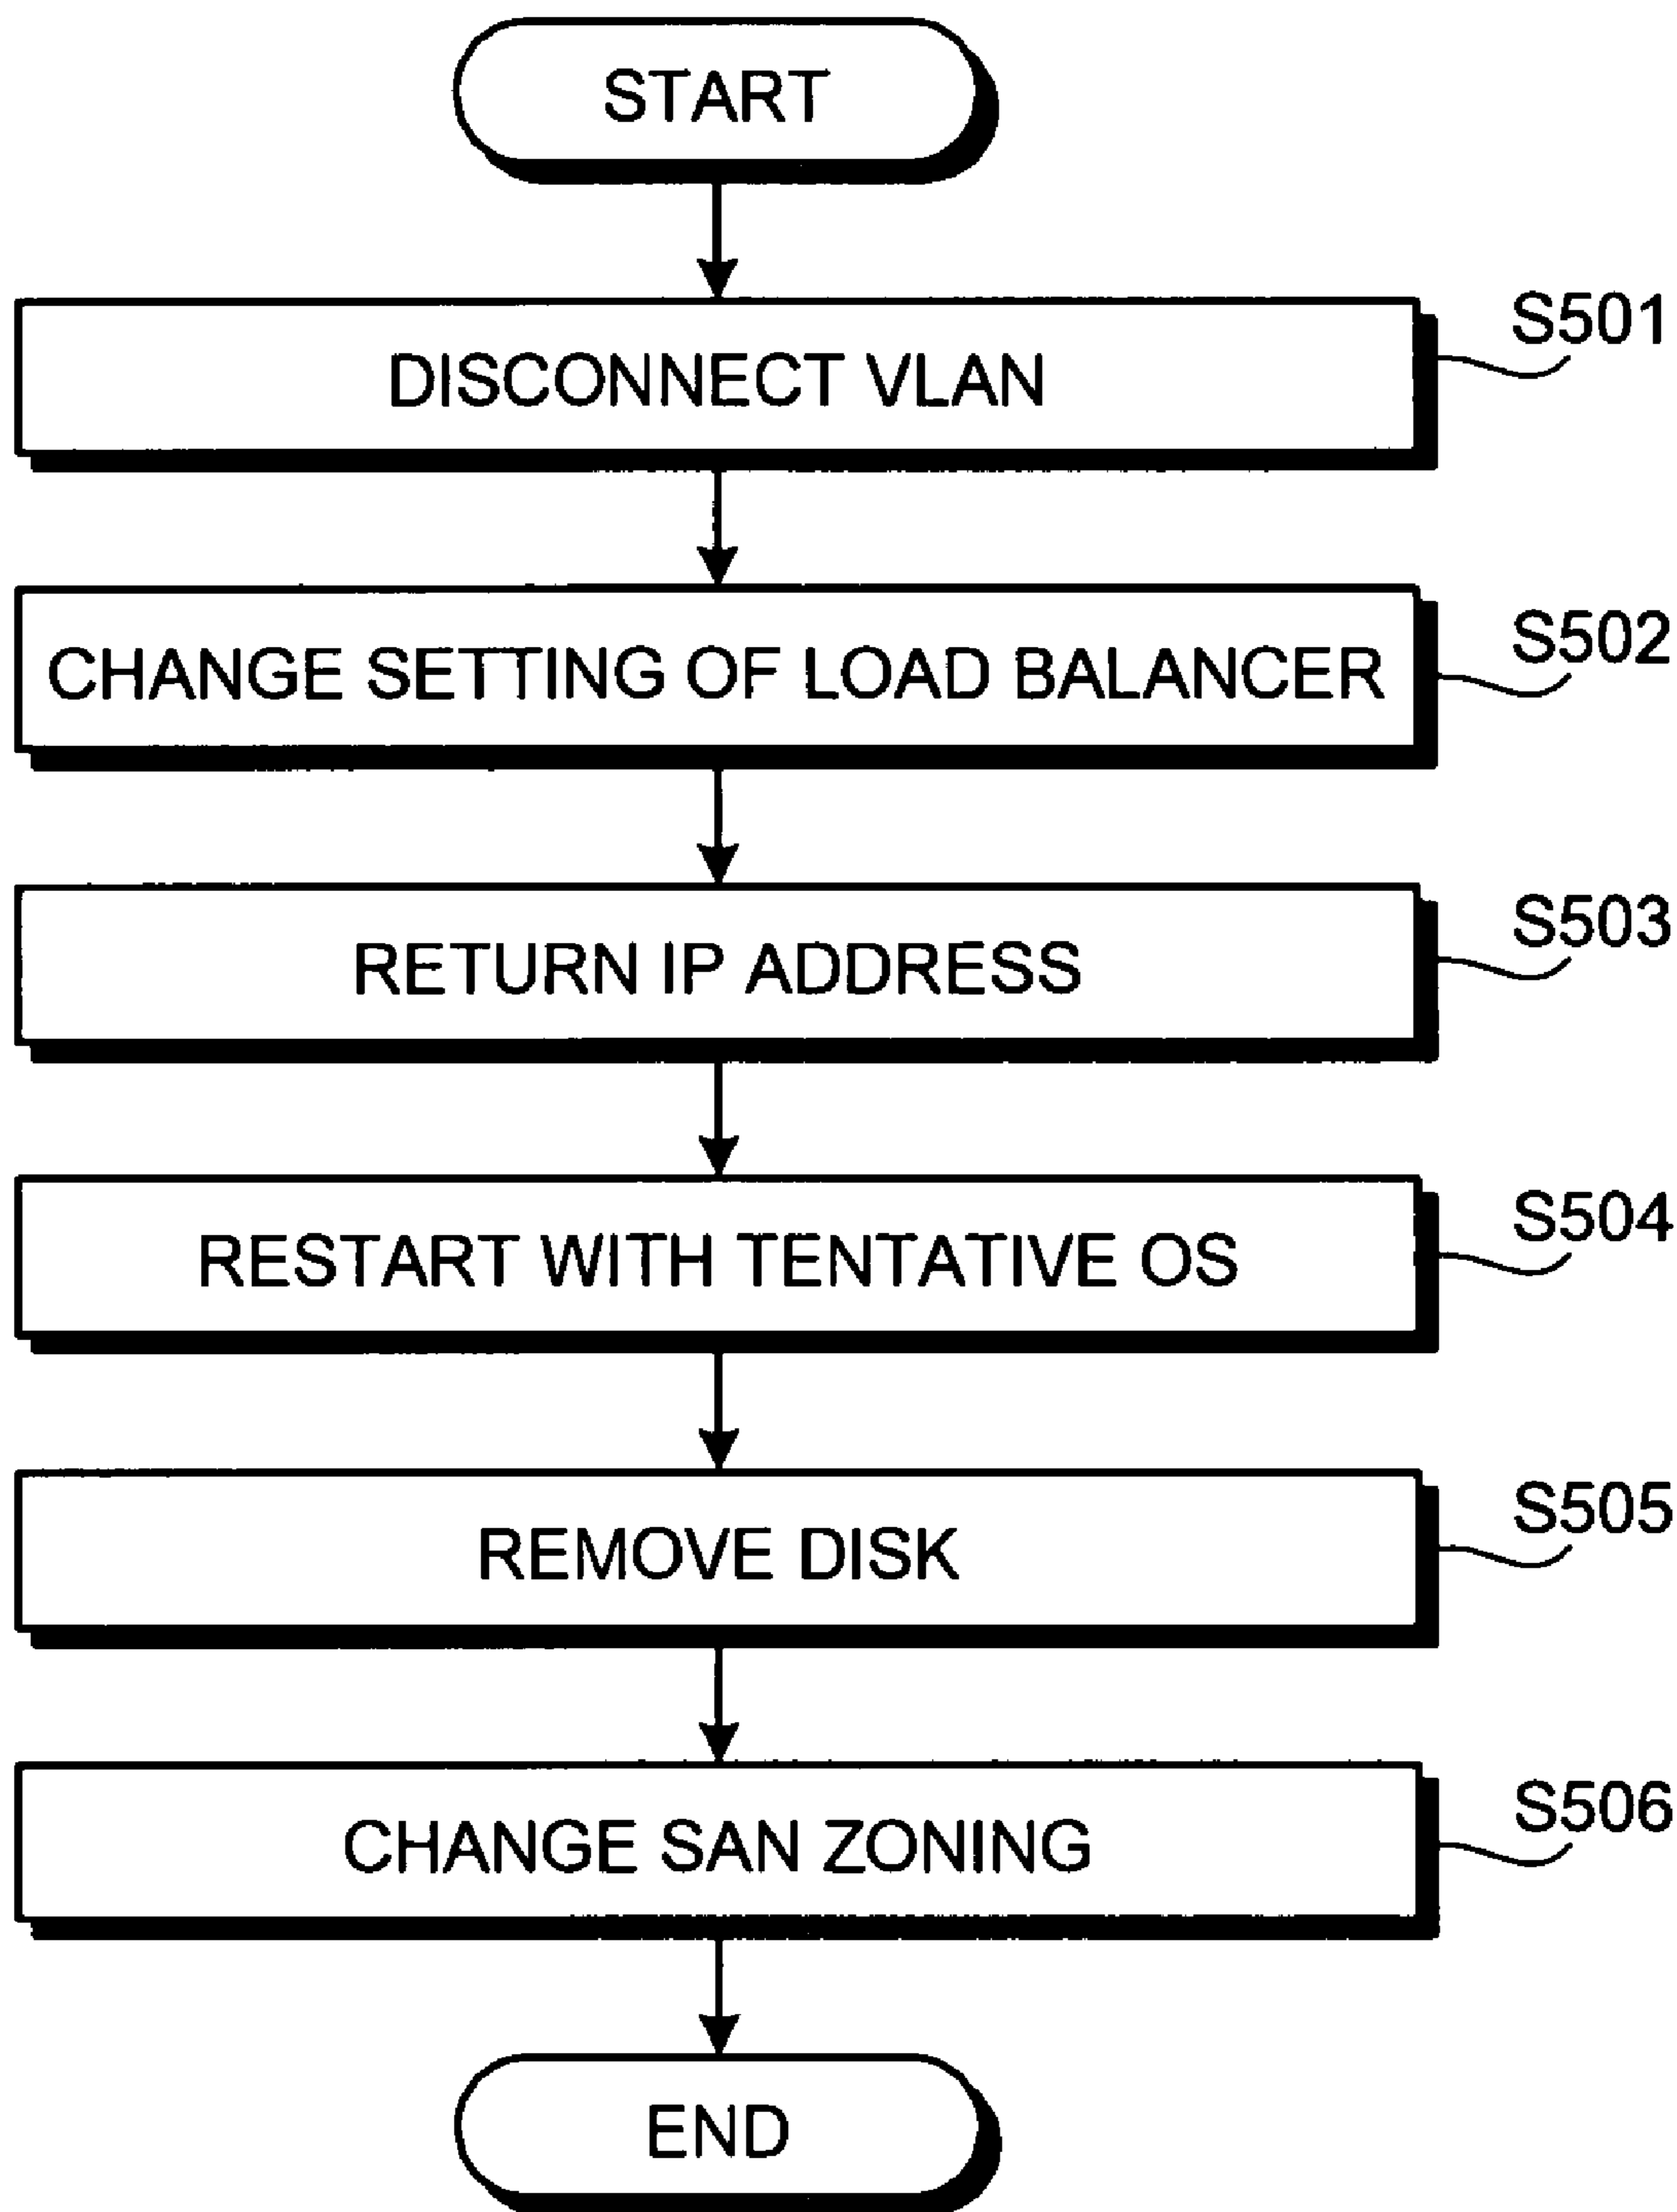 START
DISCONNECT VLAN
S501
CHANGE SETTING OF LOAD BALANCER
S502
RETURN IP ADDRESS
S503
RESTART WITH TENTATIVE OS
S504
REMOVE DISK
S505
CHANGE SAN ZONING
S506
END